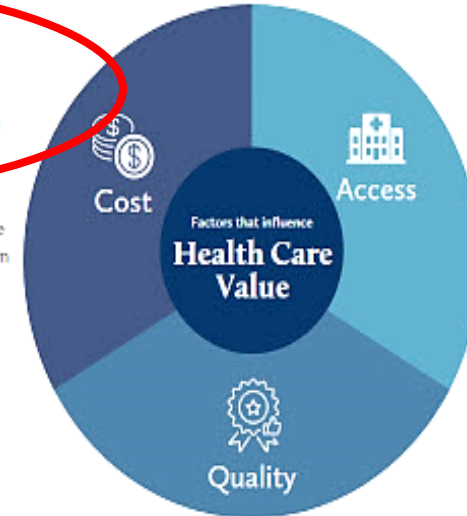 Cost
Access
Factors that influence
Health Care
Value
Quality